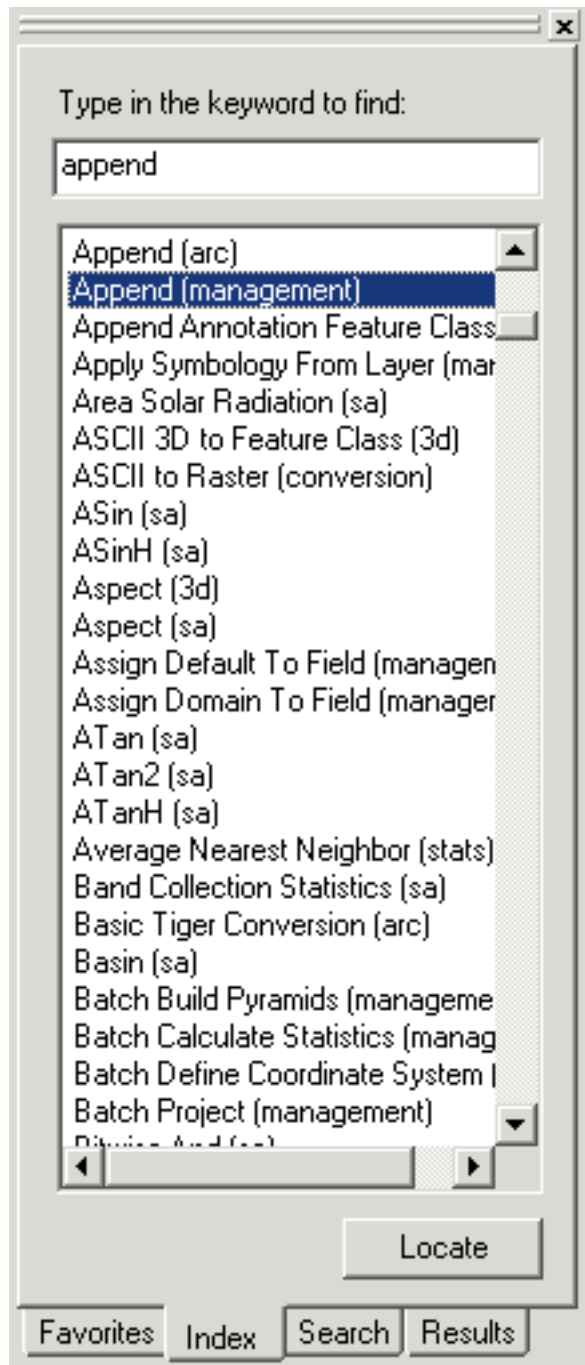 Type in the keyword to find:
append
Append (arc)
Append (management)
Append Annotation Feature Class
Apply Symbology From Layer (mar
Area Solar Radiation (sa)
ASCII 3D to Feature Class (3d)
ASCII to Raster (conversion)
ASin (sa)
ASinH (sa)
Aspect (3d)
Aspect (sa)
Assign Default To Field (managen
Assign Domain To Field (manager
ATan (sa)
ATan2 (sa)
ATanH (sa)
Average Nearest Neighbor (stats)
Band Collection Statistics (sa)
Basic Tiger Conversion (arc)
Basin (sa)
Batch Build Pyramids (manageme
Batch Calculate Statistics (manag
Batch Define Coordinate System (
Batch Project (management)
Bitwise And (sa)
Locate
Favorites Index Search Results